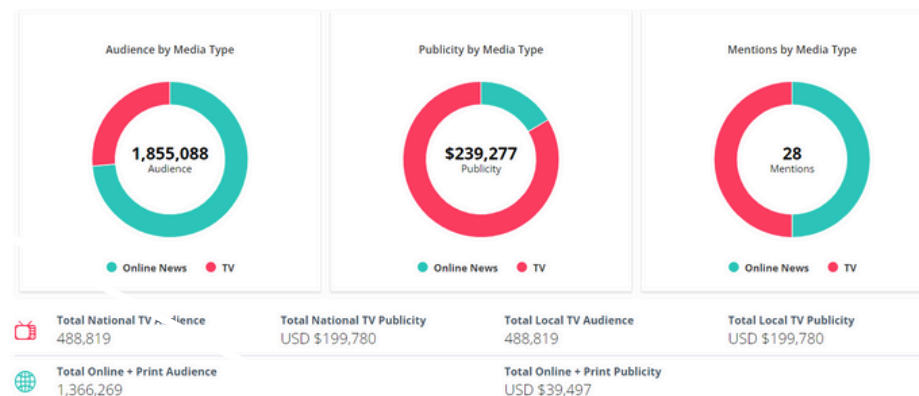 Audience by Media Type
Publicity by Media Type
Mentions by Media Type
1,855,088
Audience
$239,277
Publicity
28
Mentions
Online News TV
Online News TV
Online News TV
Total National TV
Total National TV Publicity
Total Local TV Audience
Total Local TV Publicity
488,819
USD $199,780
488,819
USD $199,780
Total Online + Print Audience
Total Online + Print Publicity
1,366,269
USD $39,497